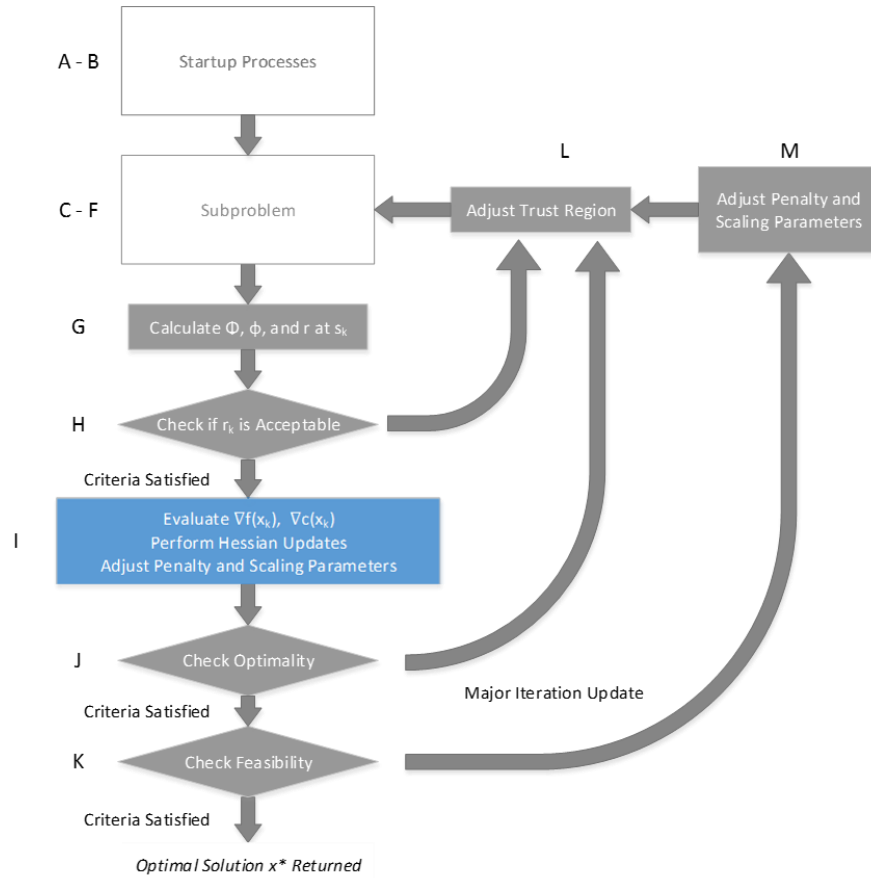 A - B
Startup Processes
L
M
C - F
Subproblem
Adjust Trust Region
Adjust Penalty and
Scaling Parameters
G
Calculate Φ, ϕ, and r at sₖ
H
Check if rₖ is Acceptable
Criteria Satisfied
I
Evaluate ∇f(xₖ), ∇c(xₖ)
Perform Hessian Updates
Adjust Penalty and Scaling Parameters
J
Check Optimality
Major Iteration Update
Criteria Satisfied
K
Check Feasibility
Criteria Satisfied
Optimal Solution x* Returned